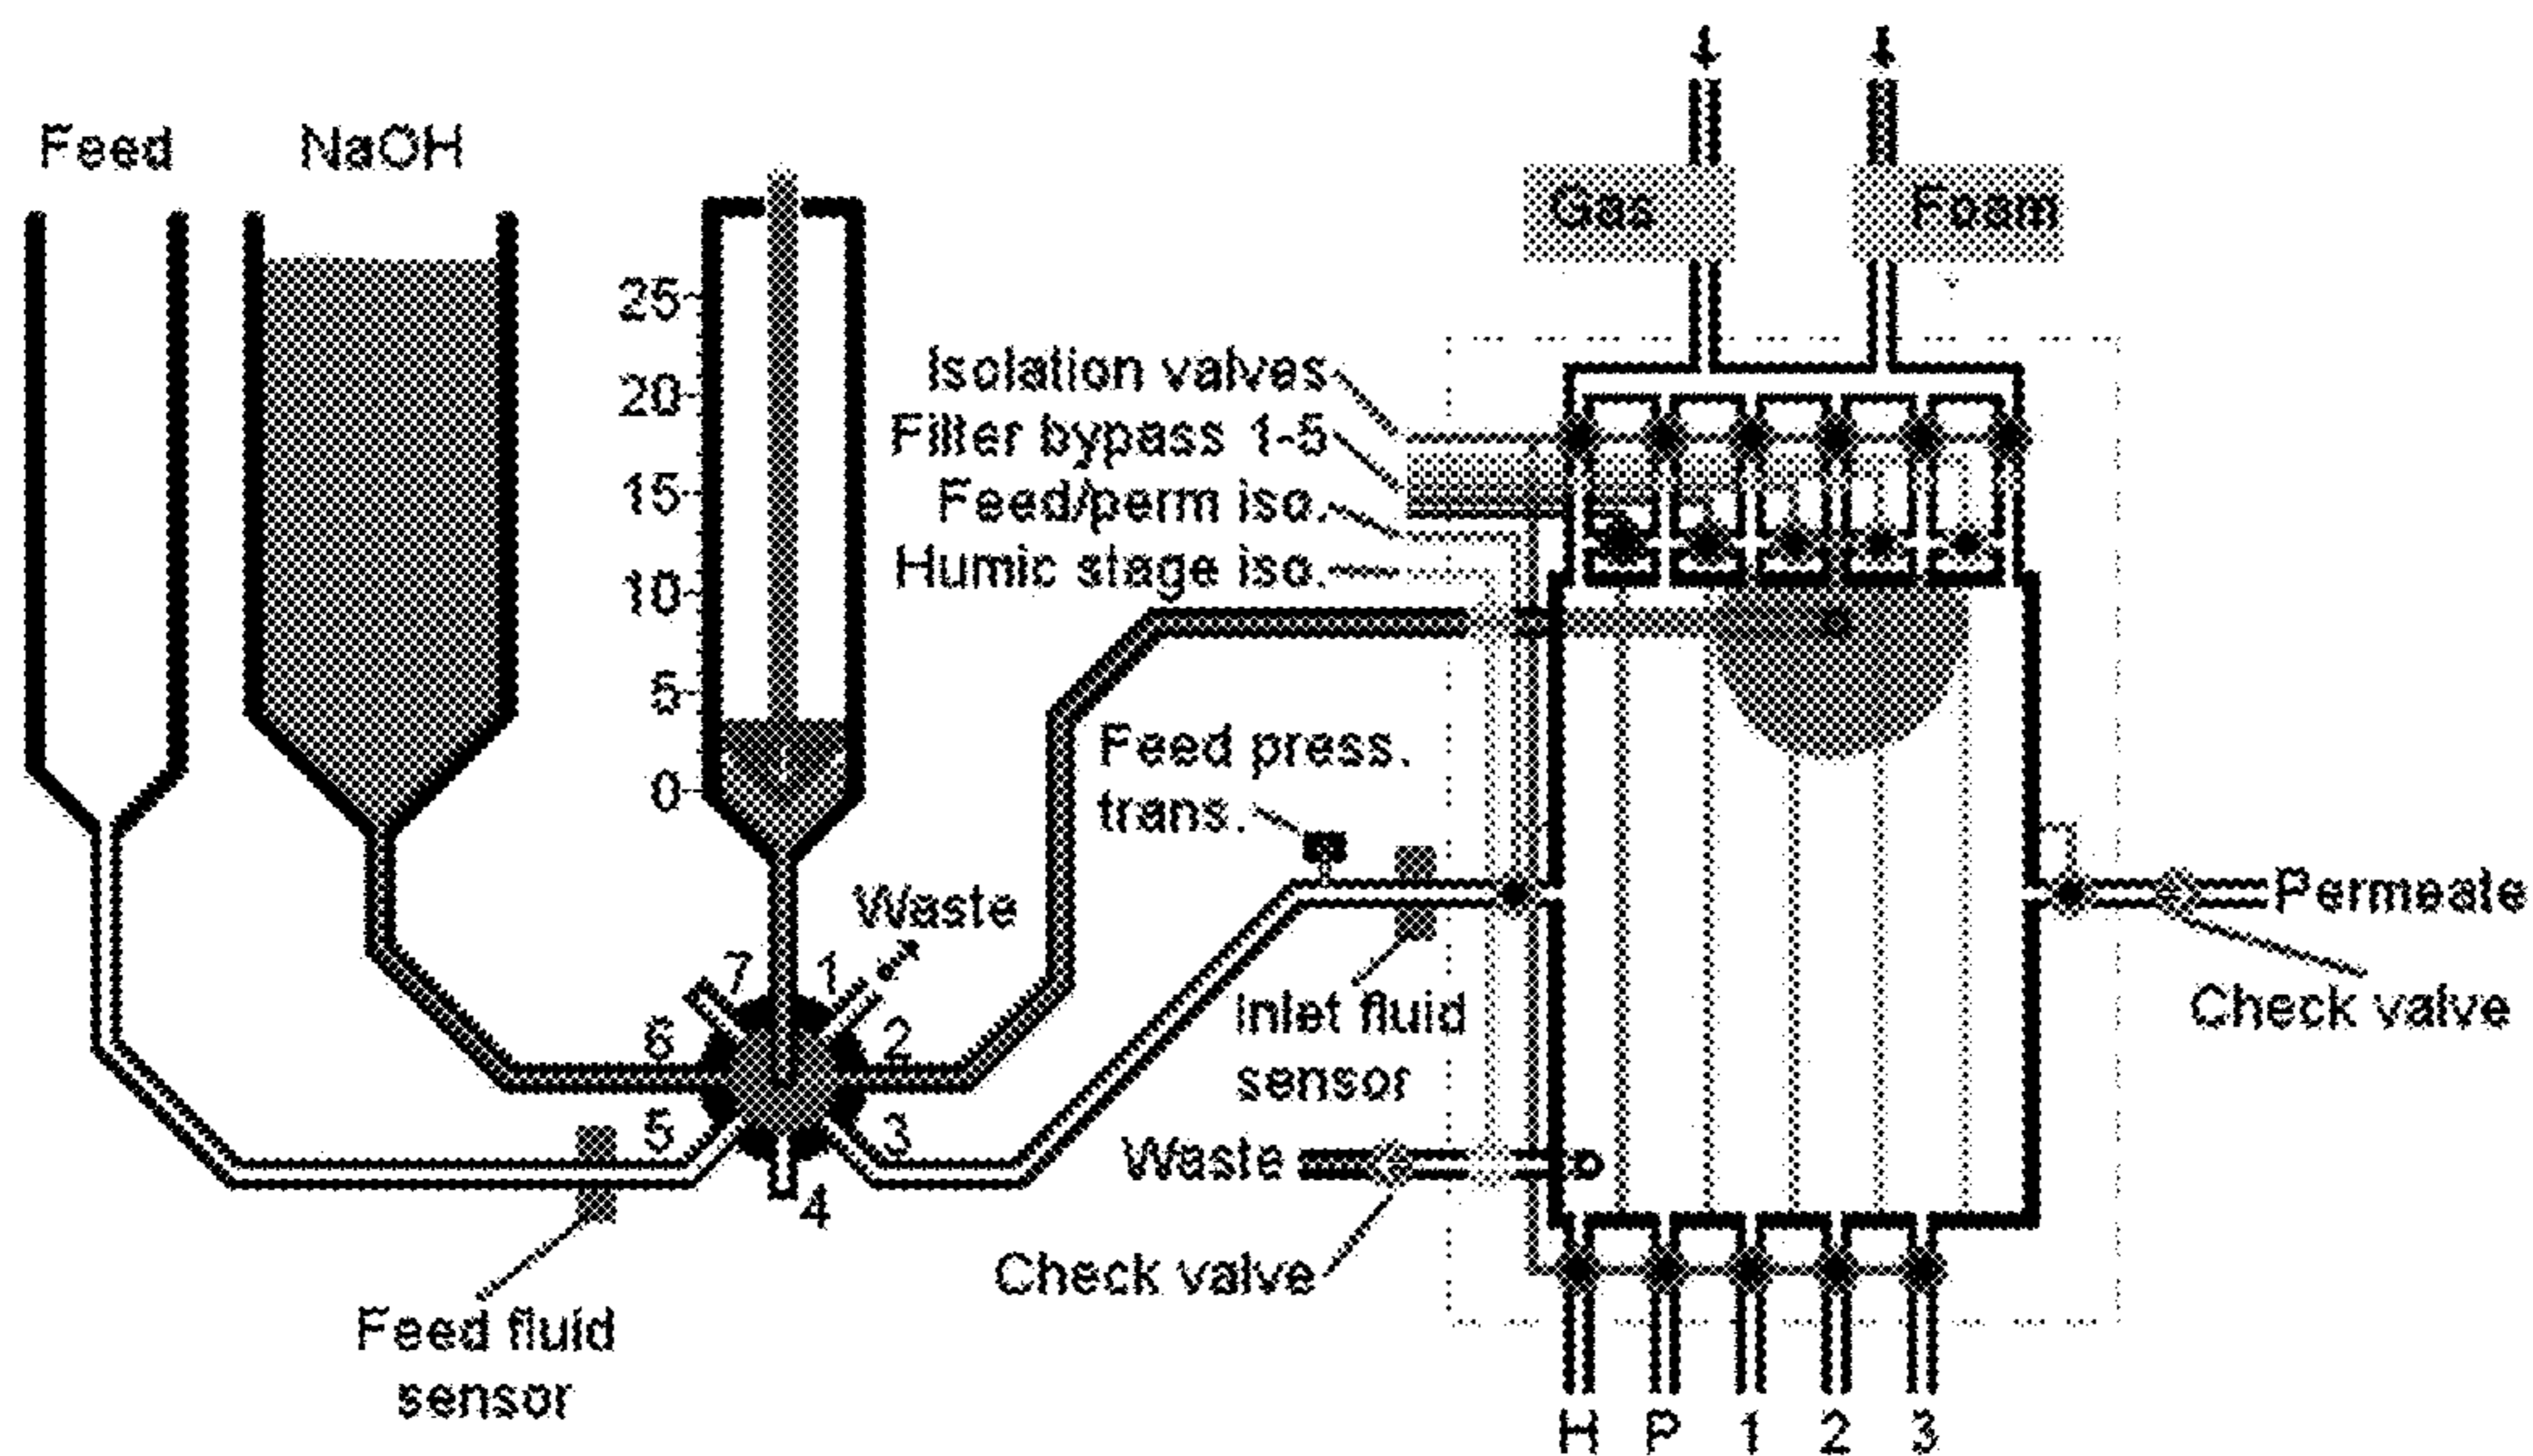 Feed
NaOH
Gas
Foam
25
20
15
10
5
0
Isolation valves
Filter bypass 1-5
Feed/perm iso.
Humic stage iso.
Feed press.
trans.
Waste
7
1
6
2
5
3
4
Inlet fluid
sensor
Permeate
Check valve
Waste
Check valve
Feed fluid
sensor
H P 1 2 3